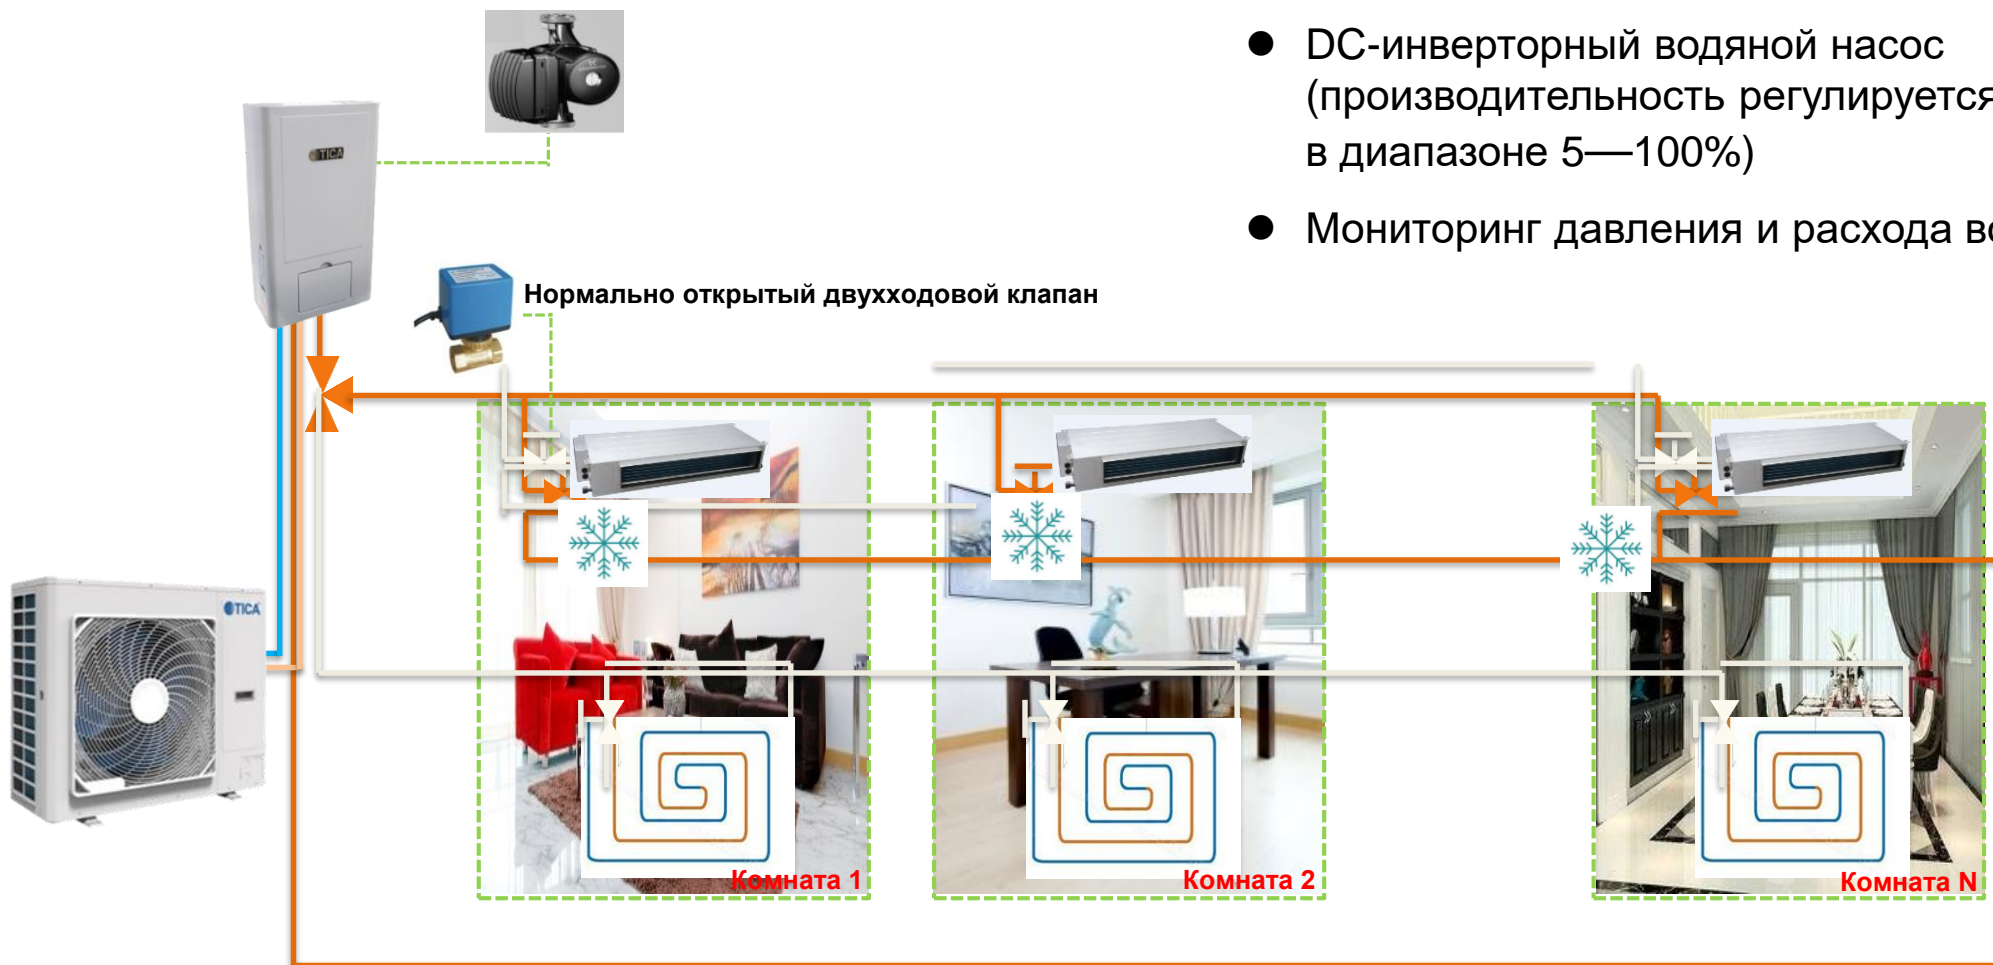 DC-инверторный водяной насос
(производительность регулируется
в диапазоне 5—100%)
Мониторинг давления и расхода
TICA
Нормально открытый двухходовой клапан
TICA
Комната 1
Комната 2
Комната N